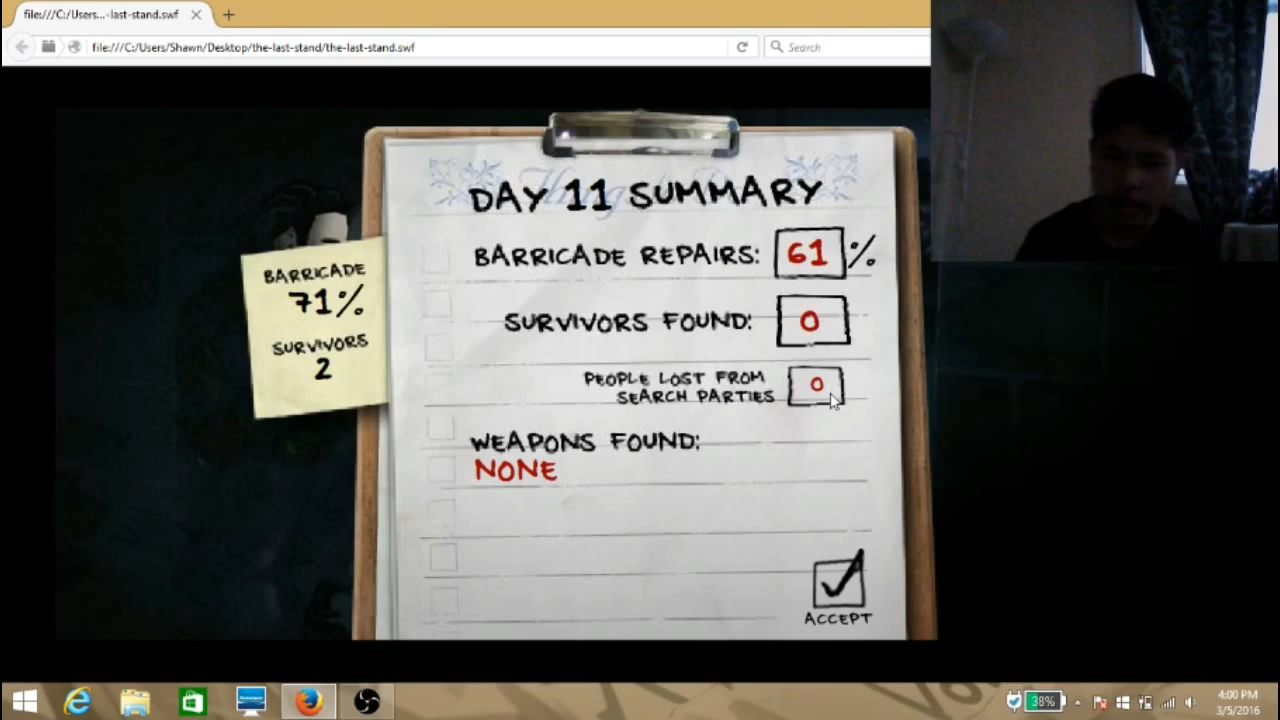 file:///C:/Users...-last-stand.swf
file:///C:/Users/Shawn/Desktop/the-last-stand/the-last-stand.swf
Search
DAY 11 SUMMARY
BARRICADE REPAIRS: 61 %
SURVIVORS FOUND: 0
PEOPLE LOST FROM
SEARCH PARTIES 0
WEAPONS FOUND:
NONE
ACCEPT
BARRICADE
71%
SURVIVORS
2
38%
4:00 PM
3/5/2016